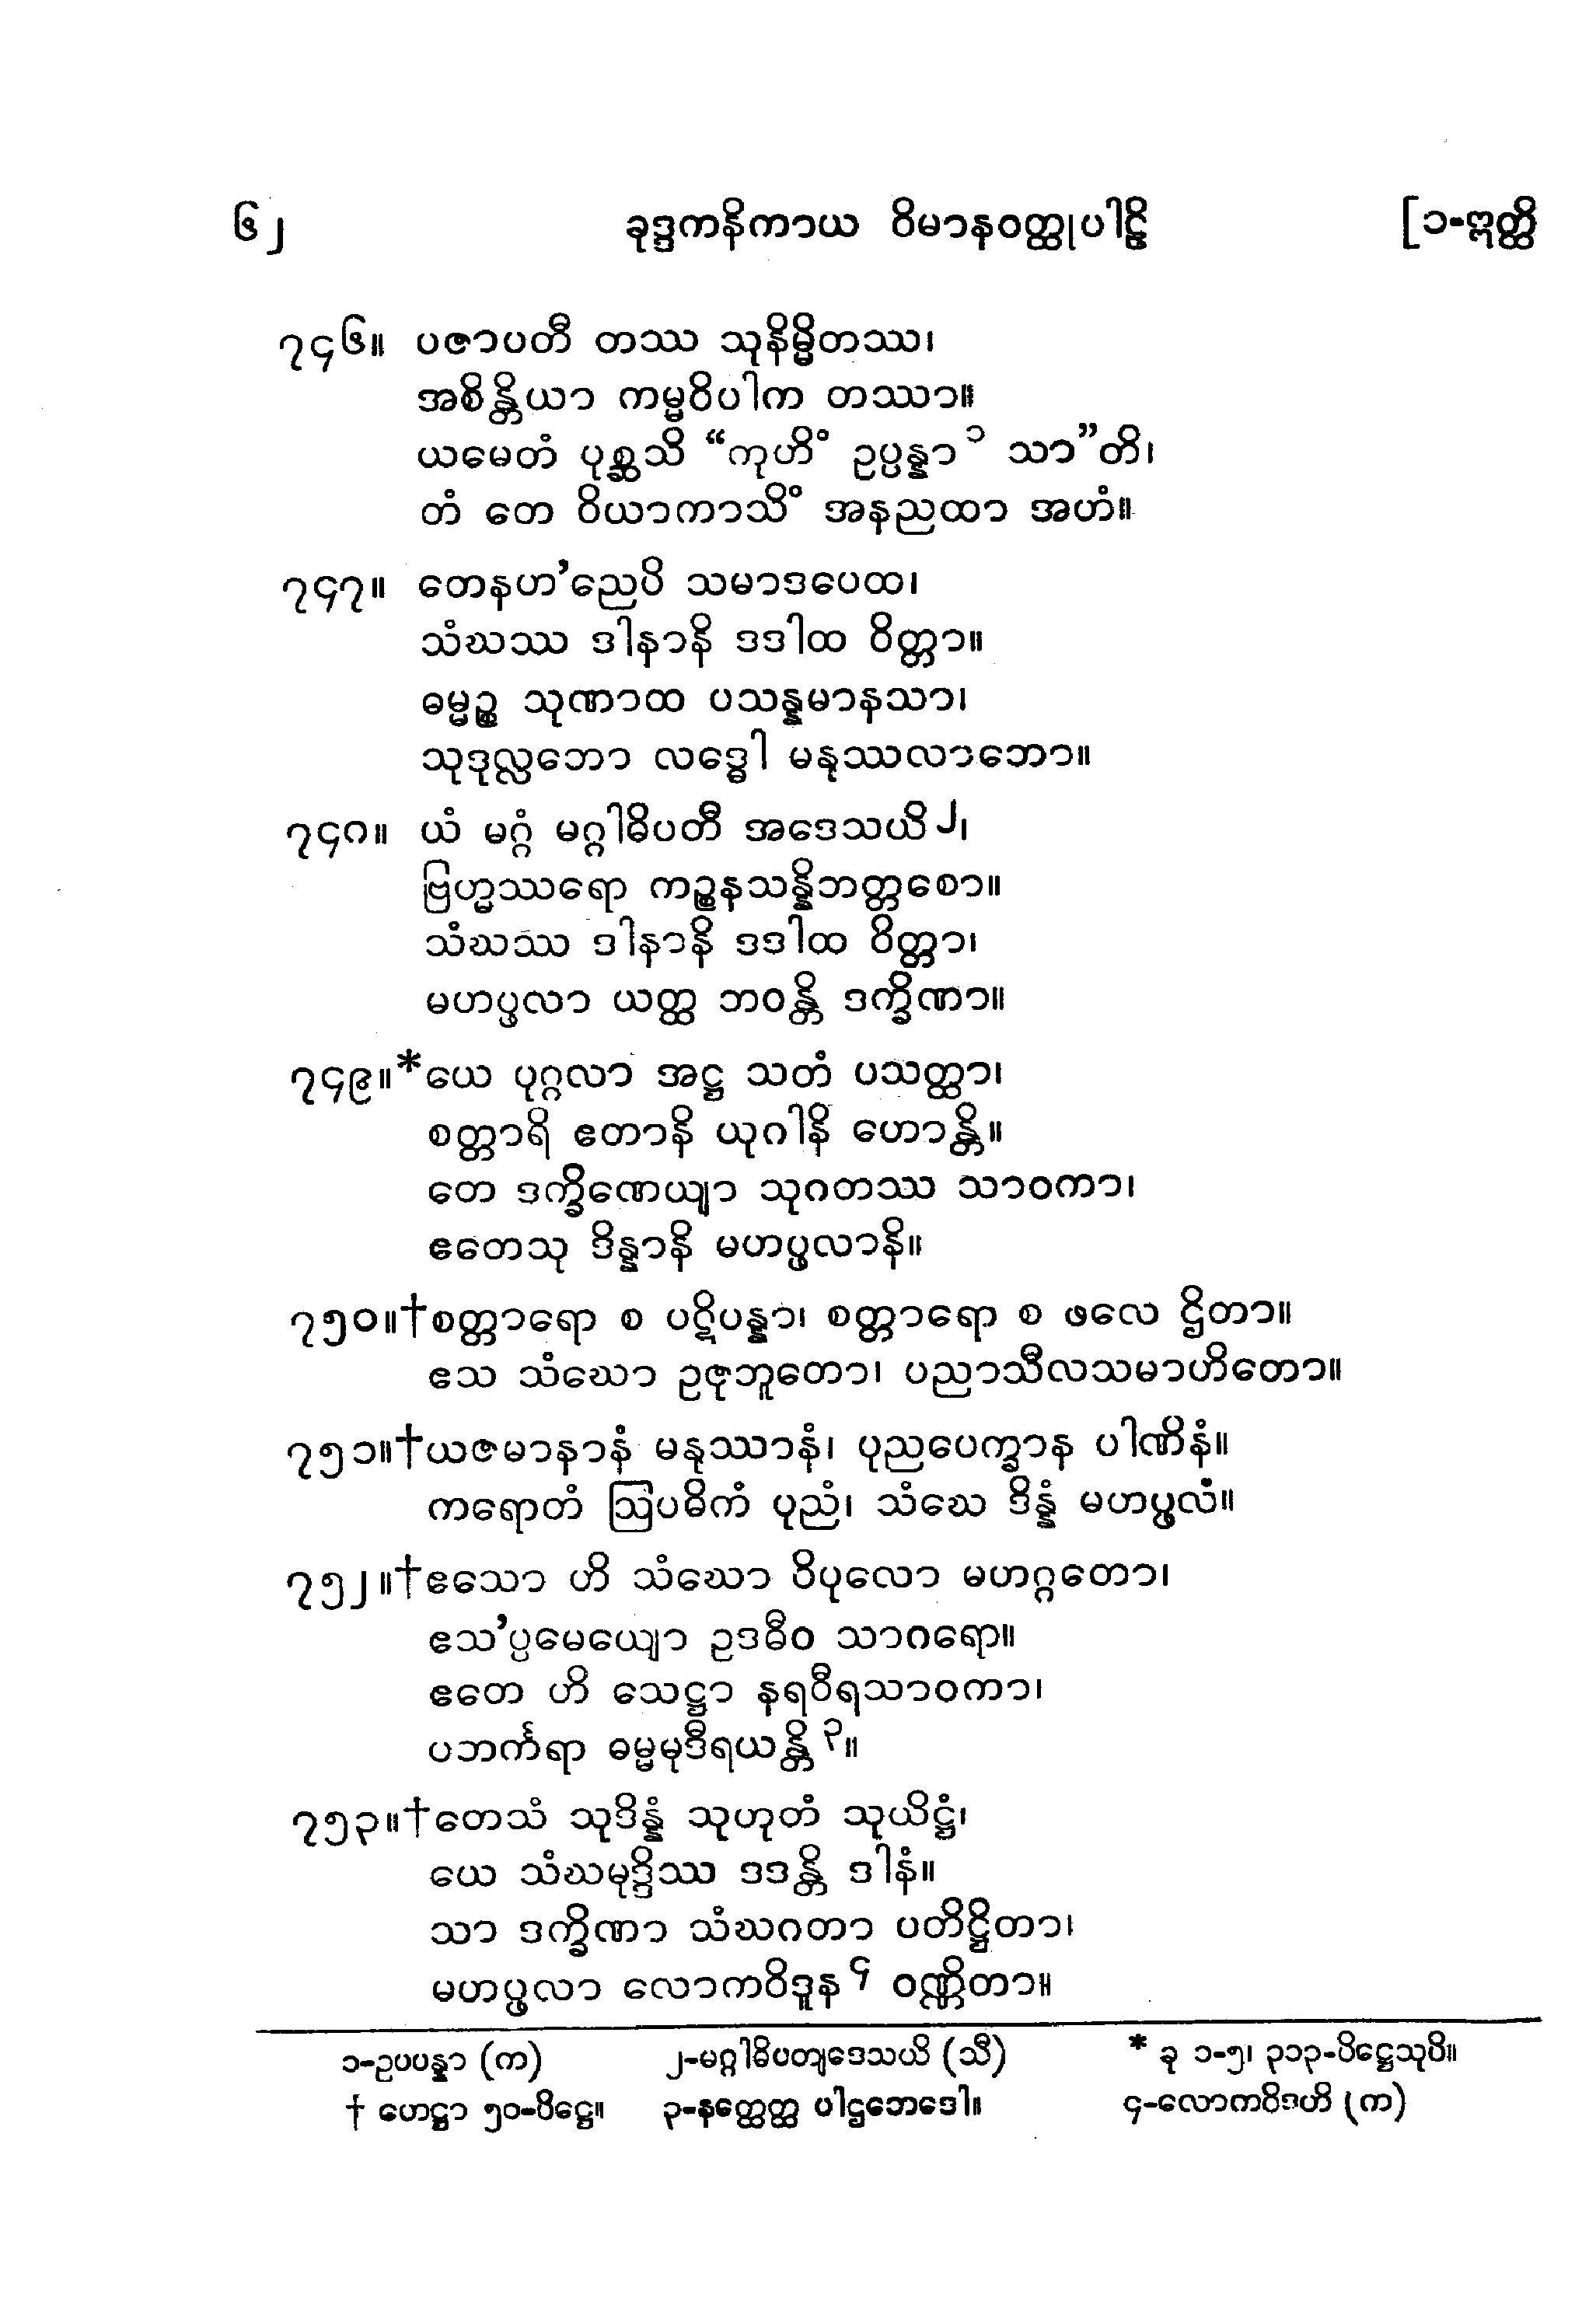 ၆၂ ခုဒ္ဒကနိကာယ ဝိမာနဝတ္ထုပါဠိ [၁-ဣတ္ထိ
၇၄၆။ ပဇာပတီ တဿ သုနိမ္မိတဿ၊
အစိန္တိယာ ကမ္မဝိပါက တဿာ။
ယမေတံ ပုစ္ဆသိ “ကုဟိံ ဥပ္ပန္နာ ၁ သာ”တိ၊
တံ တေ ဝိယာကာသိံ အနညထာ အဟံ။
၇၄၇။ တေနဟ’ညေပိ သမာဒပေထ၊
သံဃဿ ဒါနာနိ ဒဒါထ ဝိတ္တာ။
ဓမ္မဉ္စ သုဏာထ ပသန္နမာနသာ၊
သုဒုလ္လဘော လဒ္ဓေါ မနုဿလာဘော။
၇၄၈။ ယံ မဂ္ဂံ မဂ္ဂါဓိပတီ အဒေသယိ ၂၊
ဗြဟ္မဿရော ကဉ္စနသန္နိဘတ္တစော။
သံဃဿ ဒါနာနိ ဒဒါထ ဝိတ္တာ၊
မဟပ္ဖလာ ယတ္ထ ဘဝန္တိ ဒက္ခိဏာ။
၇၄၉။ *ယေ ပုဂ္ဂလာ အဋ္ဌ သတံ ပသတ္ထာ၊
စတ္တာရိ ဧတာနိ ယုဂါနိ ဟောန္တိ။
တေ ဒက္ခိဏေယျာ သုဂတဿ သာဝကာ၊
ဧတေသု ဒိန္နာနိ မဟပ္ဖလာနိ။
၇၅၀။ †စတ္တာရော စ ပဋိပန္နာ၊ စတ္တာရော စ ဖလေ ဌိတာ။
ဧသ သံဃော ဥဇုဘူတော၊ ပညာသီလသမာဟိတော။
၇၅၁။ †ယဇမာနာနံ မနုဿာနံ၊ ပုညပေက္ခာန ပါဏိနံ။
ကရောတံ ဩပဓိကံ ပုညံ၊ သံဃေ ဒိန္နံ မဟပ္ဖလံ။
၇၅၂။ †ဧသော ဟိ သံဃော ဝိပုလော မဟဂ္ဂတော၊
ဧသ’ပ္ပမေယျော ဥဒဓီဝ သာဂရော။
ဧတေ ဟိ သေဋ္ဌာ နရဝီရသာဝကာ၊
ပဘင်္ကရာ ဓမ္မမုဒီရယန္တိ ၃။
၇၅၃။ †တေသံ သုဒိန္နံ သုဟုတံ သုယိဋ္ဌံ၊
ယေ သံဃမုဒ္ဒိဿ ဒဒန္တိ ဒါနံ။
သာ ဒက္ခိဏာ သံဃဂတာ ပတိဋ္ဌိတာ၊
မဟပ္ဖလာ လောကဝိဒူန ၄ ဝဏ္ဏိတာ။
၁-ဥပပန္နာ (က) ၂-မဂ္ဂါဓိပတျဒေသယိ (သီ) * ခု ၁-၅၊ ၃၁၃-ပိဋ္ဌေသုပိ။
† ဟေဋ္ဌာ ၅၀-ပိဋ္ဌေ။ ၃-နတ္ထေတ္ထ ပါဌဘေဒေါ။ ၄-လောကဝိဒဟိ (က)